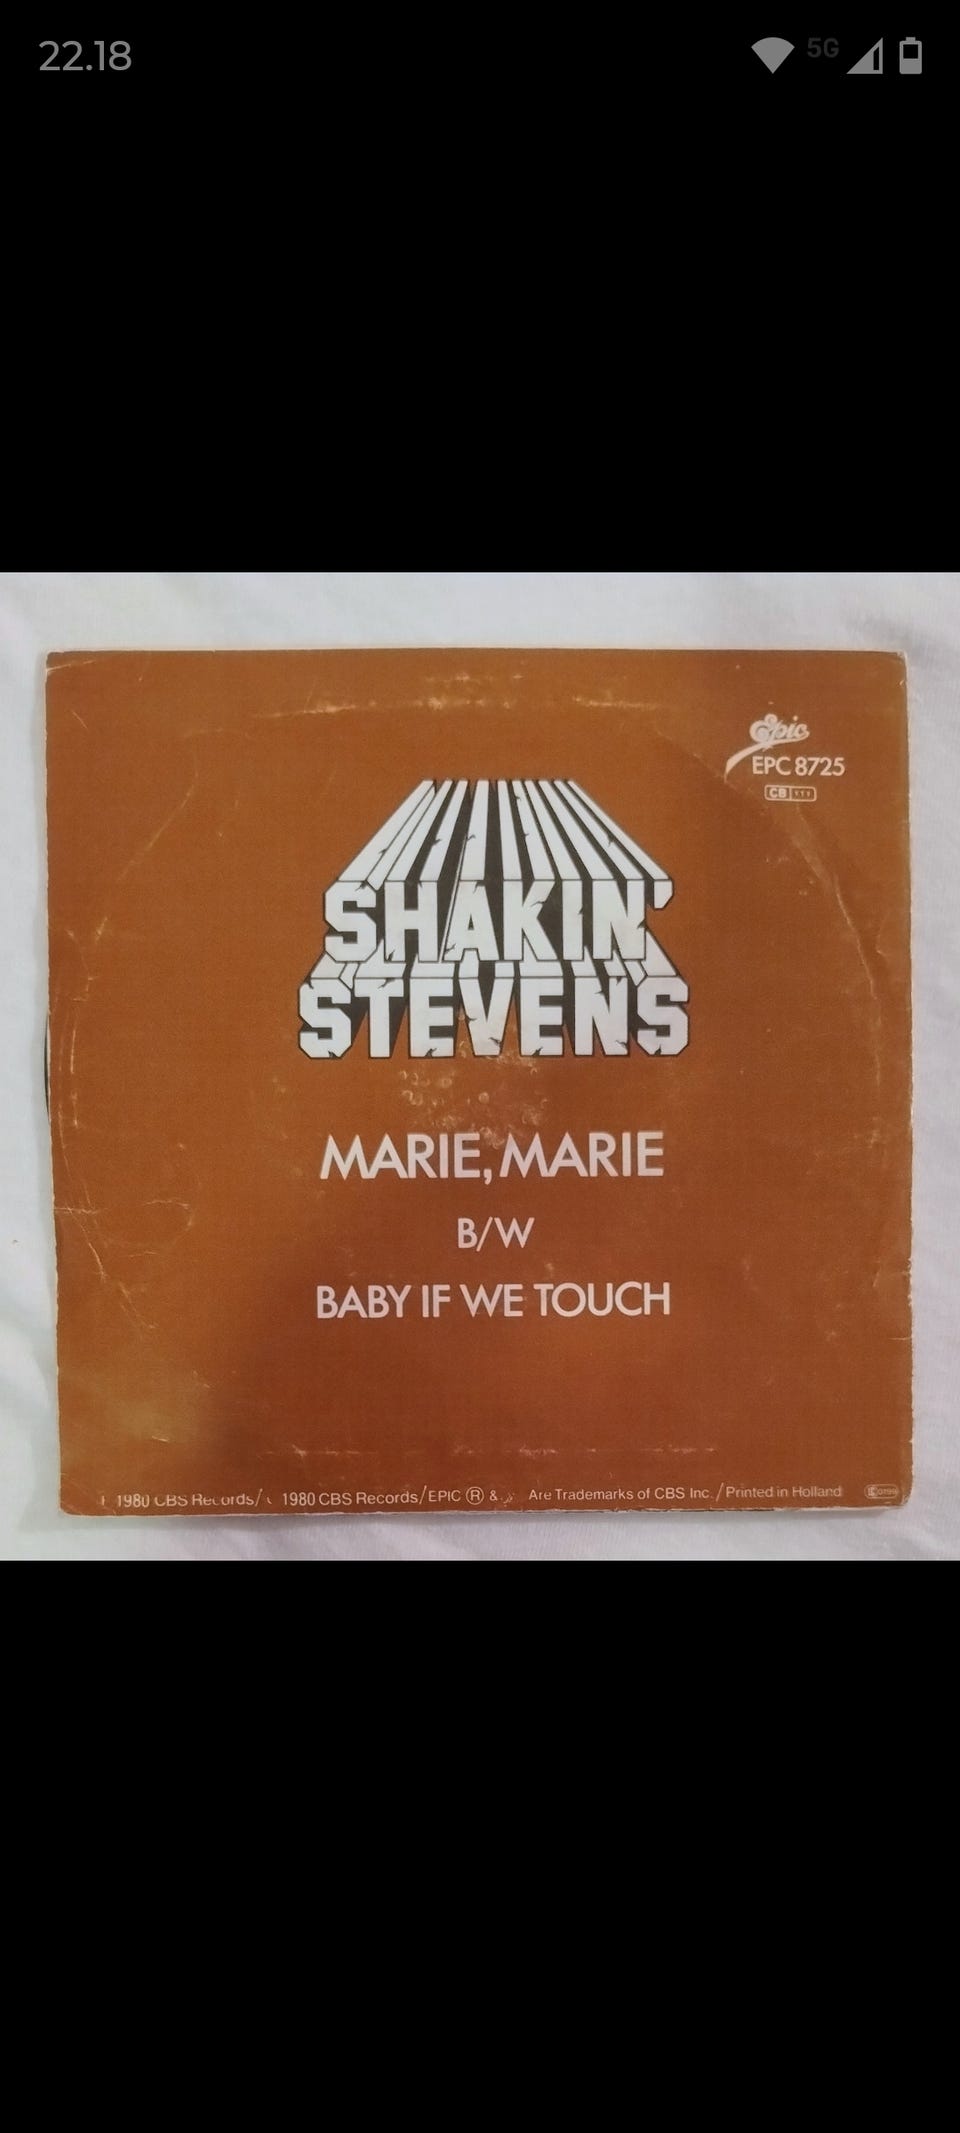 22.18
5G
Epic
EPC 8725
CB
SHAKIN'
STEVENS
MARIE, MARIE
B/W
BABY IF WE TOUCH
1980 CBS Records/ 1980 CBS Records/EPIC ® & Are Trademarks of CBS Inc./Printed in Holland